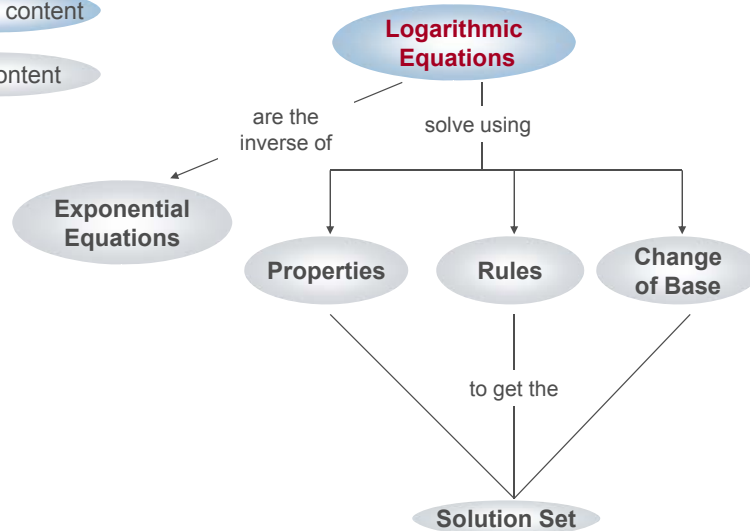 content
Logarithmic
Equations
are the
inverse of
solve using
Exponential
Equations
Properties
Rules
Change
of Base
to get the
Solution Set